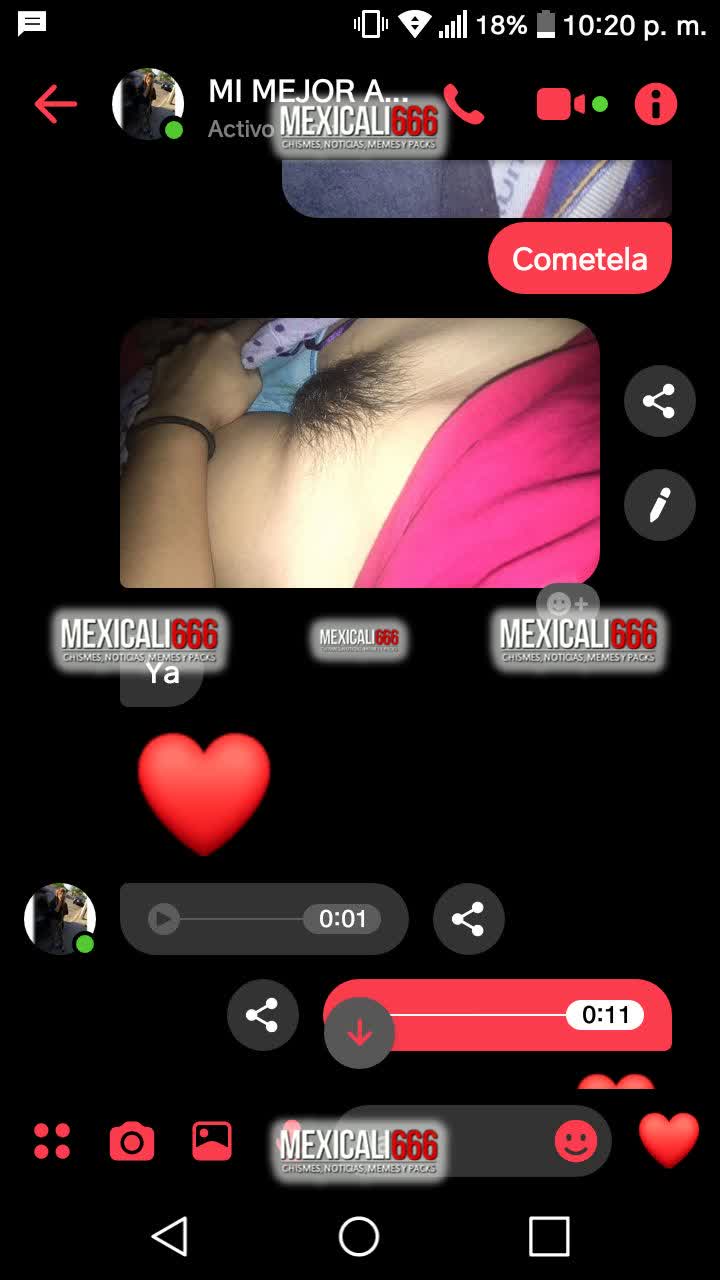 18% 10:20 p. m.
MI MEJOR A...
Activo
MEXICALI666
CHISMES, NOTICIAS, MEMES Y PACKS
Cometela
MEXICALI666
CHISMES, NOTICIAS, MEMES Y PACKS
MEXICALI666
MEXICALI666
CHISMES, NOTICIAS, MEMES Y PACKS
Ya
0:01
0:11
MEXICALI666
CHISMES, NOTICIAS, MEMES Y PACKS